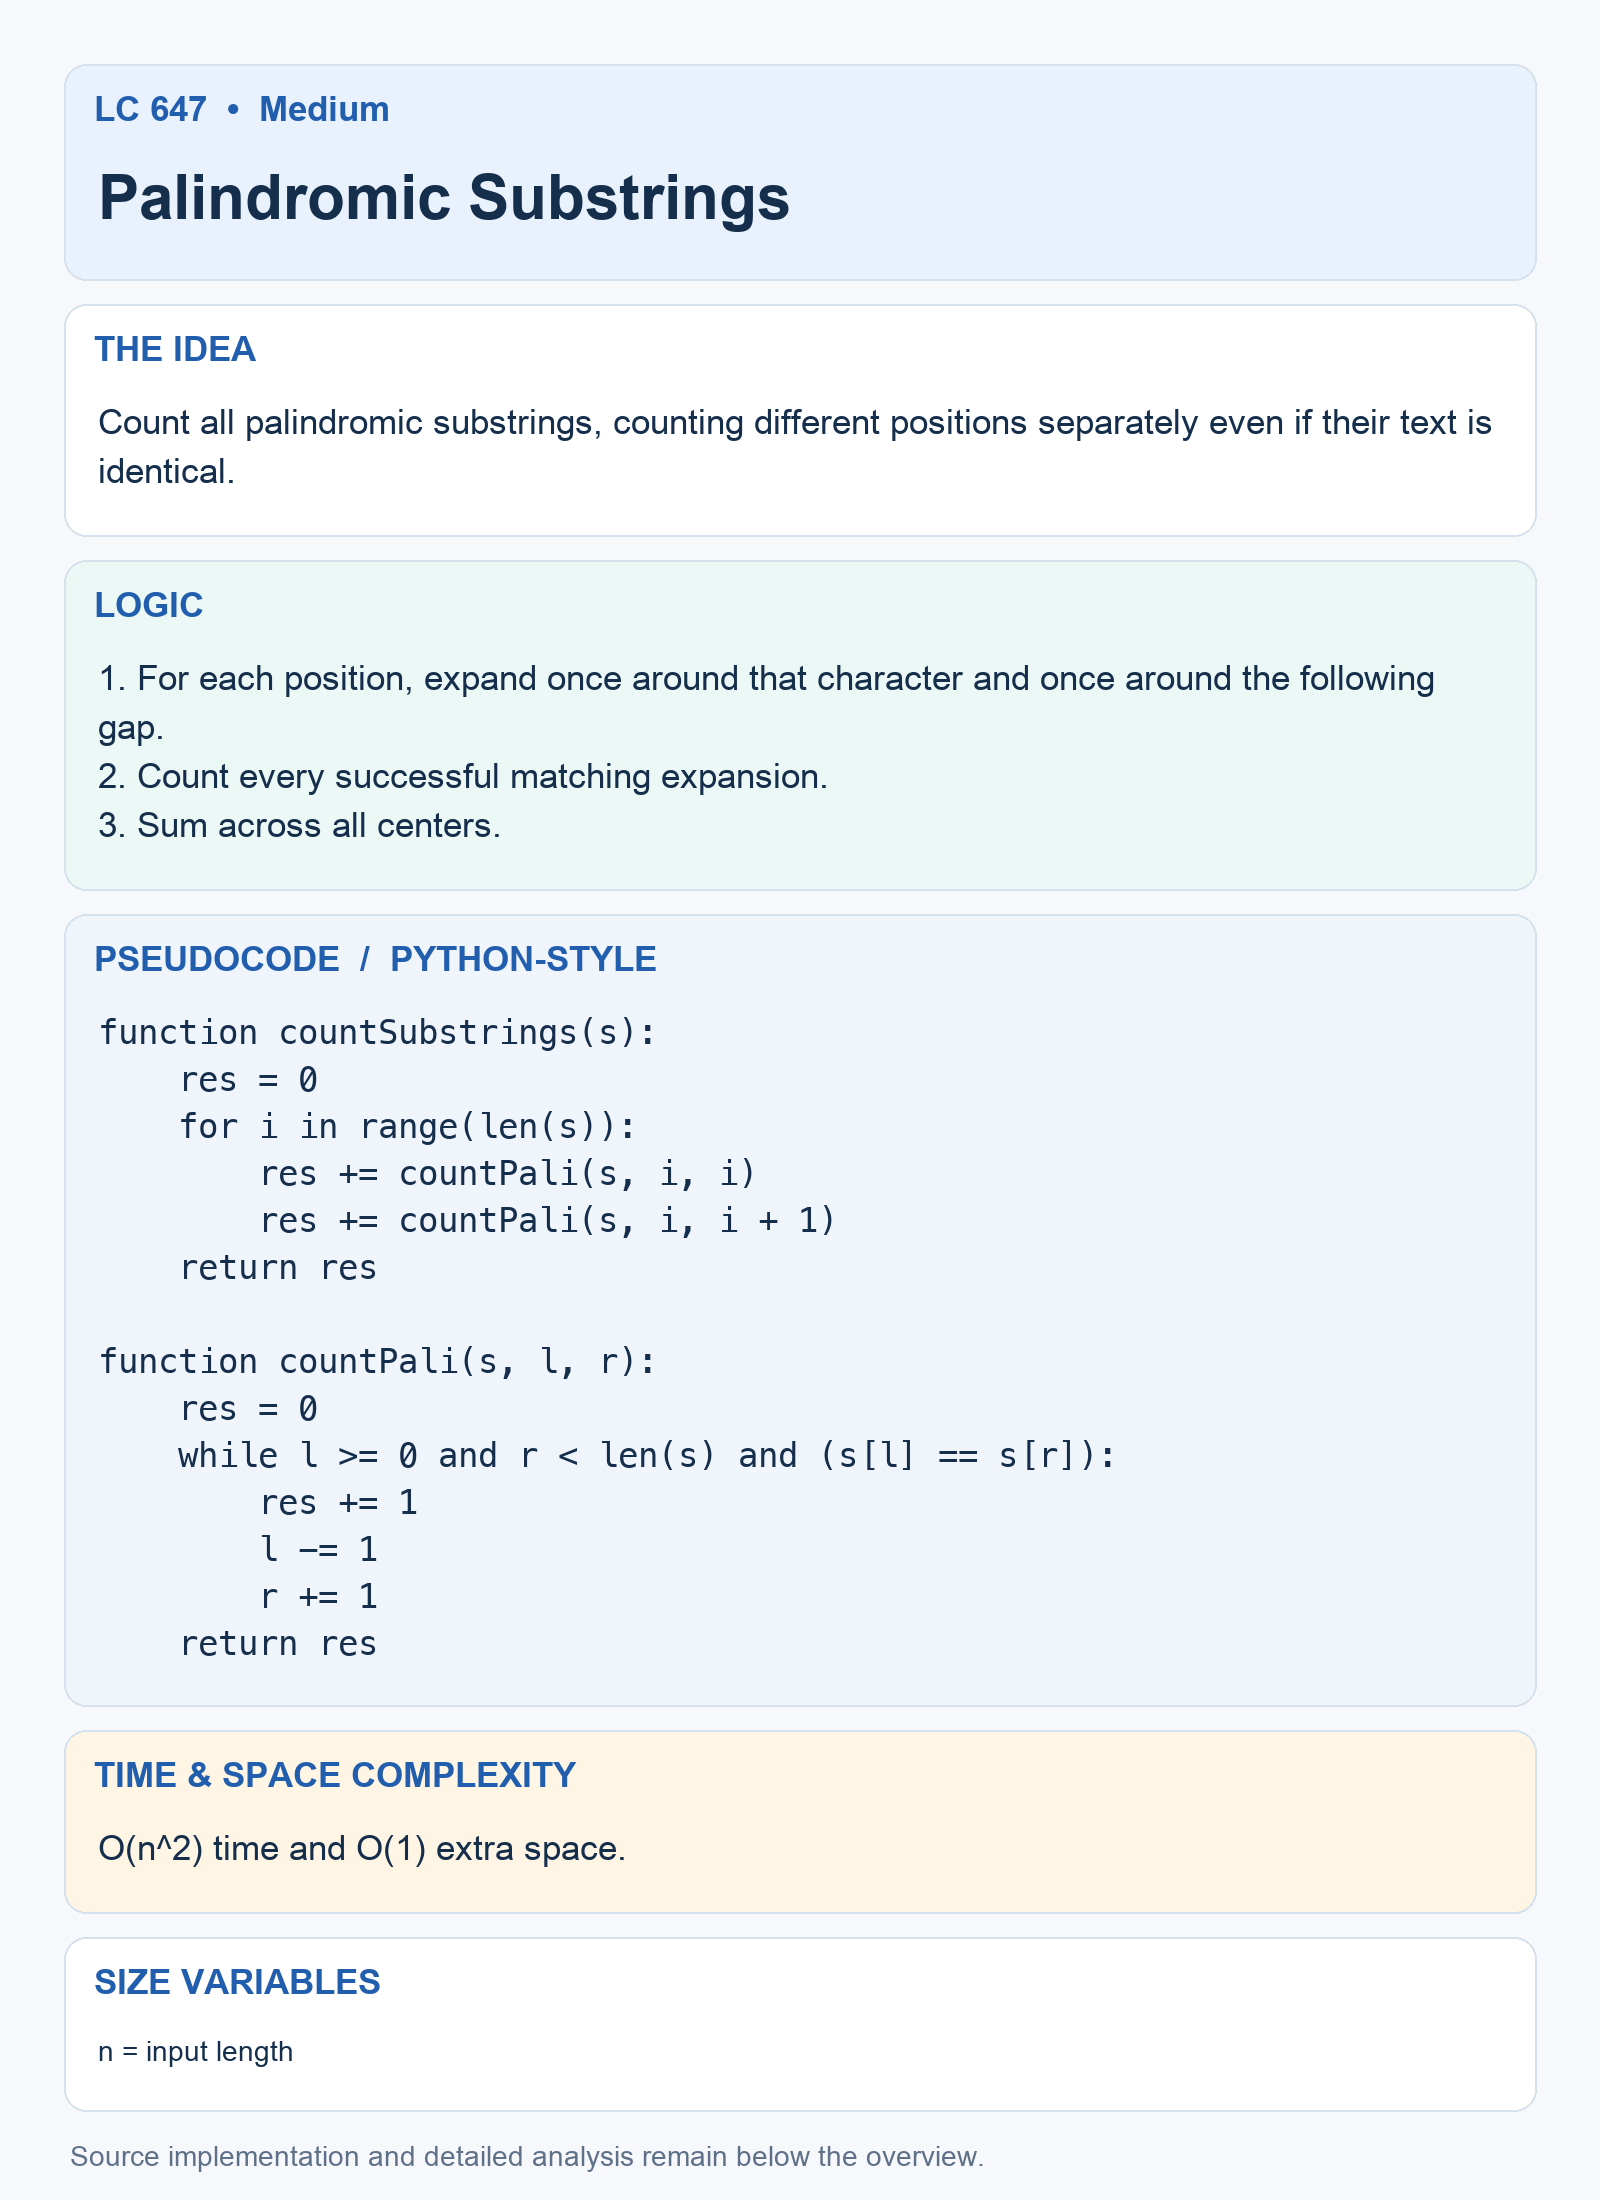 LC 647 • Medium
Palindromic Substrings
THE IDEA
Count all palindromic substrings, counting different positions separately even if their text is
identical.
LOGIC
1. For each position, expand once around that character and once around the following
gap.
2. Count every successful matching expansion.
3. Sum across all centers.
PSEUDOCODE / PYTHON-STYLE
function countSubstrings(s):
    res = 0
    for i in range(len(s)):
        res += countPali(s, i, i)
        res += countPali(s, i, i + 1)
    return res

function countPali(s, l, r):
    res = 0
    while l >= 0 and r < len(s) and (s[l] == s[r]):
        res += 1
        l −= 1
        r += 1
    return res
TIME & SPACE COMPLEXITY
O(n^2) time and O(1) extra space.
SIZE VARIABLES
n = input length
Source implementation and detailed analysis remain below the overview.